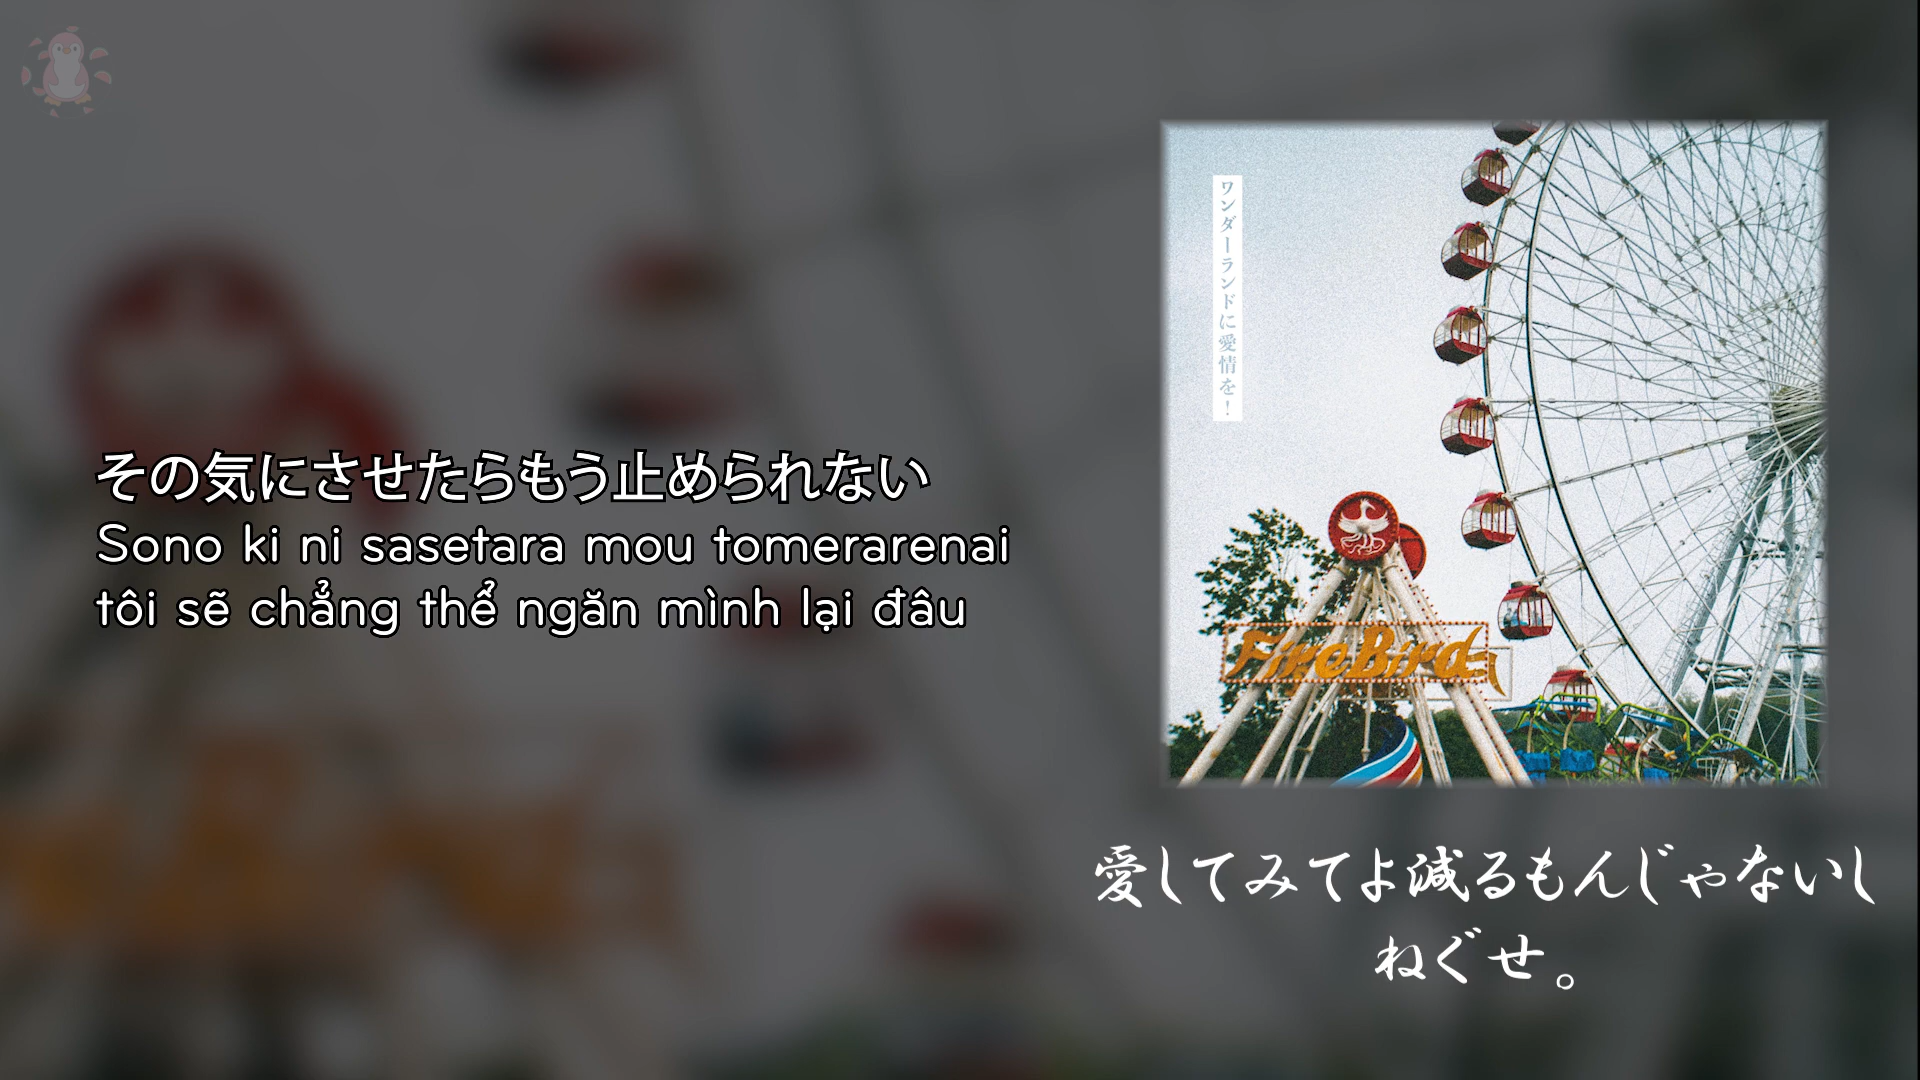 その気にさせたらもう止められない
Sono ki ni sasetara mou tomerarenai
tôi sẽ chẳng thể ngăn mình lại đâu
ワンダーランドに愛情を!
FireBird
愛してみてよ減るもんじゃないし
ねぐせ。